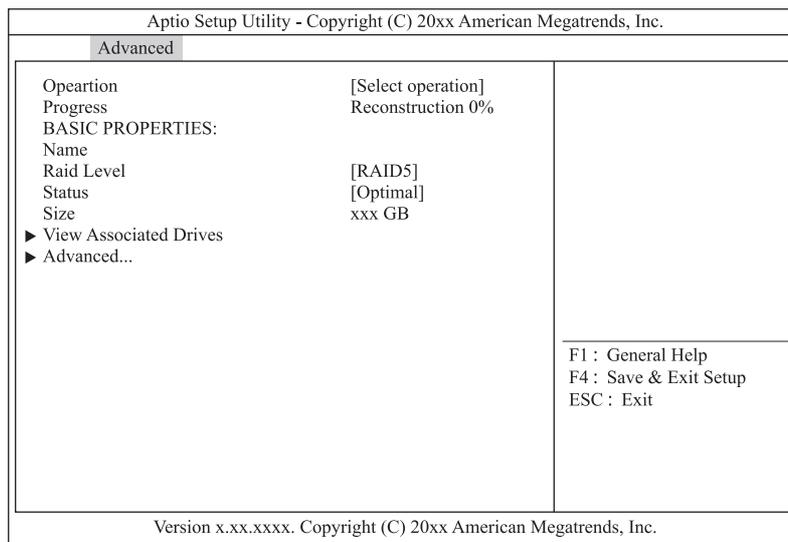 Aptio Setup Utility - Copyright (C) 20xx American Megatrends, Inc.
Advanced
Opeartion [Select operation]
Progress Reconstruction 0%
BASIC PROPERTIES:
Name
Raid Level [RAID5]
Status [Optimal]
Size xxx GB
▶ View Associated Drives
▶ Advanced...
F1 : General Help
F4 : Save & Exit Setup
ESC : Exit
Version x.xx.xxxx. Copyright (C) 20xx American Megatrends, Inc.